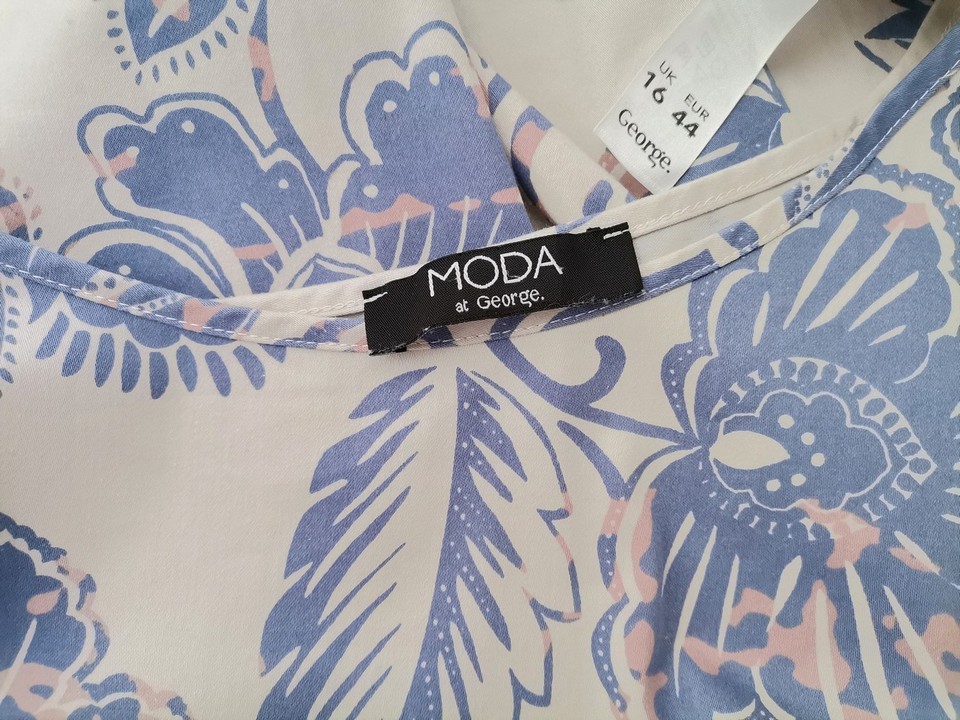 MODA
at George.
UK EUR
16 44
George.